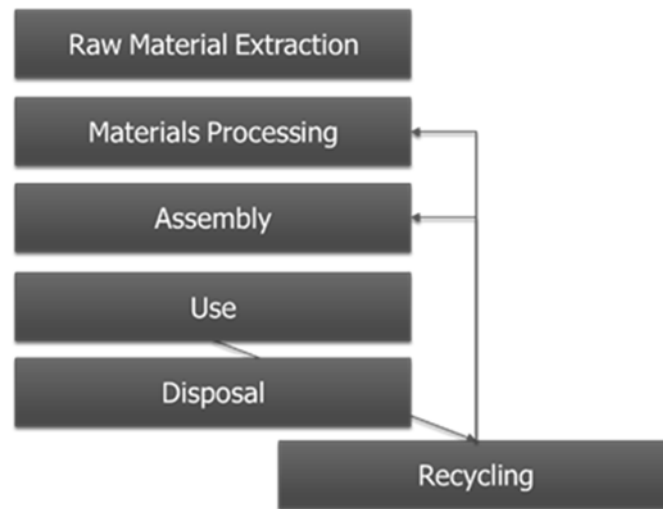 Raw Material Extraction
Materials Processing
Assembly
Use
Disposal
Recycling